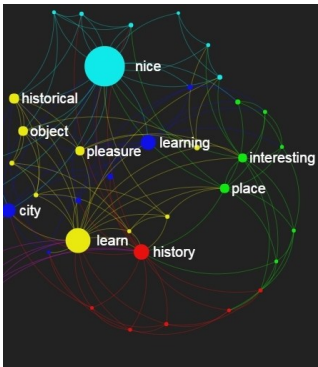 nice
historical
object
learning
pleasure
interesting
place
city
learn
history